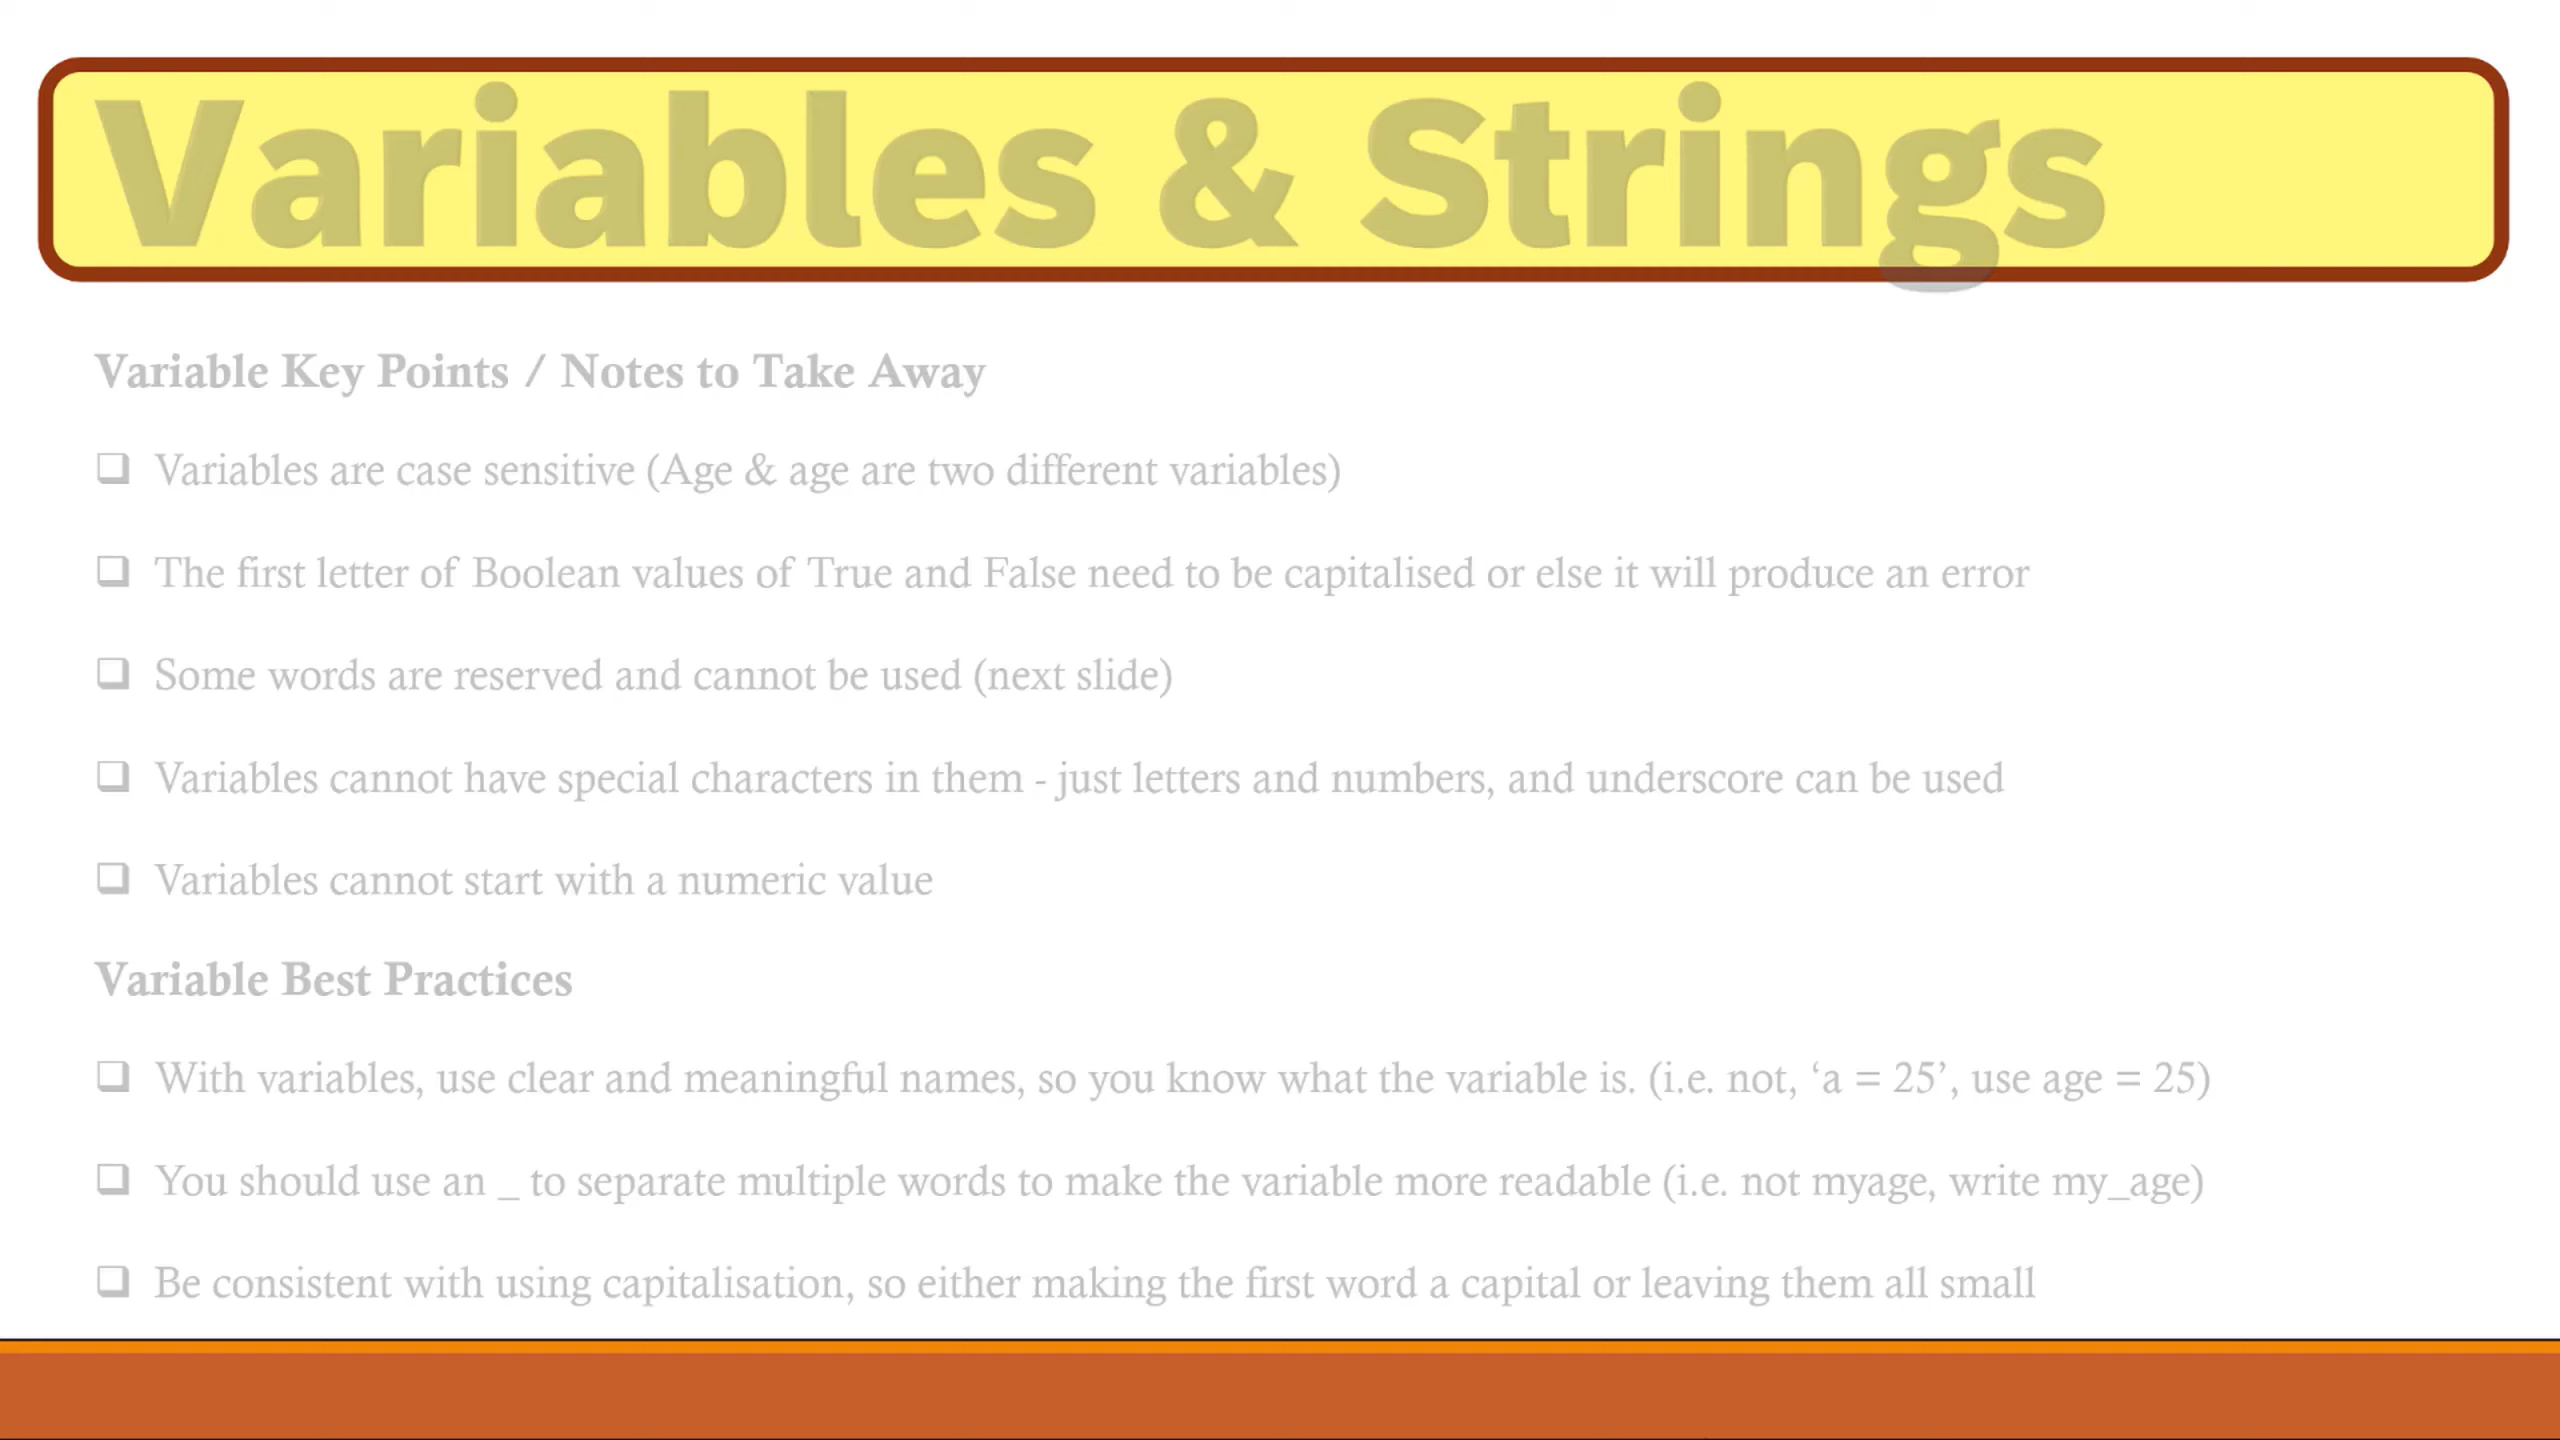 Variables & Strings
Variable Key Points / Notes to Take Away
❑ Variables are case sensitive (Age & age are two different variables)
❑ The first letter of Boolean values of True and False need to be capitalised or else it will produce an error
❑ Some words are reserved and cannot be used (next slide)
❑ Variables cannot have special characters in them - just letters and numbers, and underscore can be used
❑ Variables cannot start with a numeric value
Variable Best Practices
❑ With variables, use clear and meaningful names, so you know what the variable is. (i.e. not, ‘a = 25’, use age = 25)
❑ You should use an _ to separate multiple words to make the variable more readable (i.e. not myage, write my_age)
❑ Be consistent with using capitalisation, so either making the first word a capital or leaving them all small